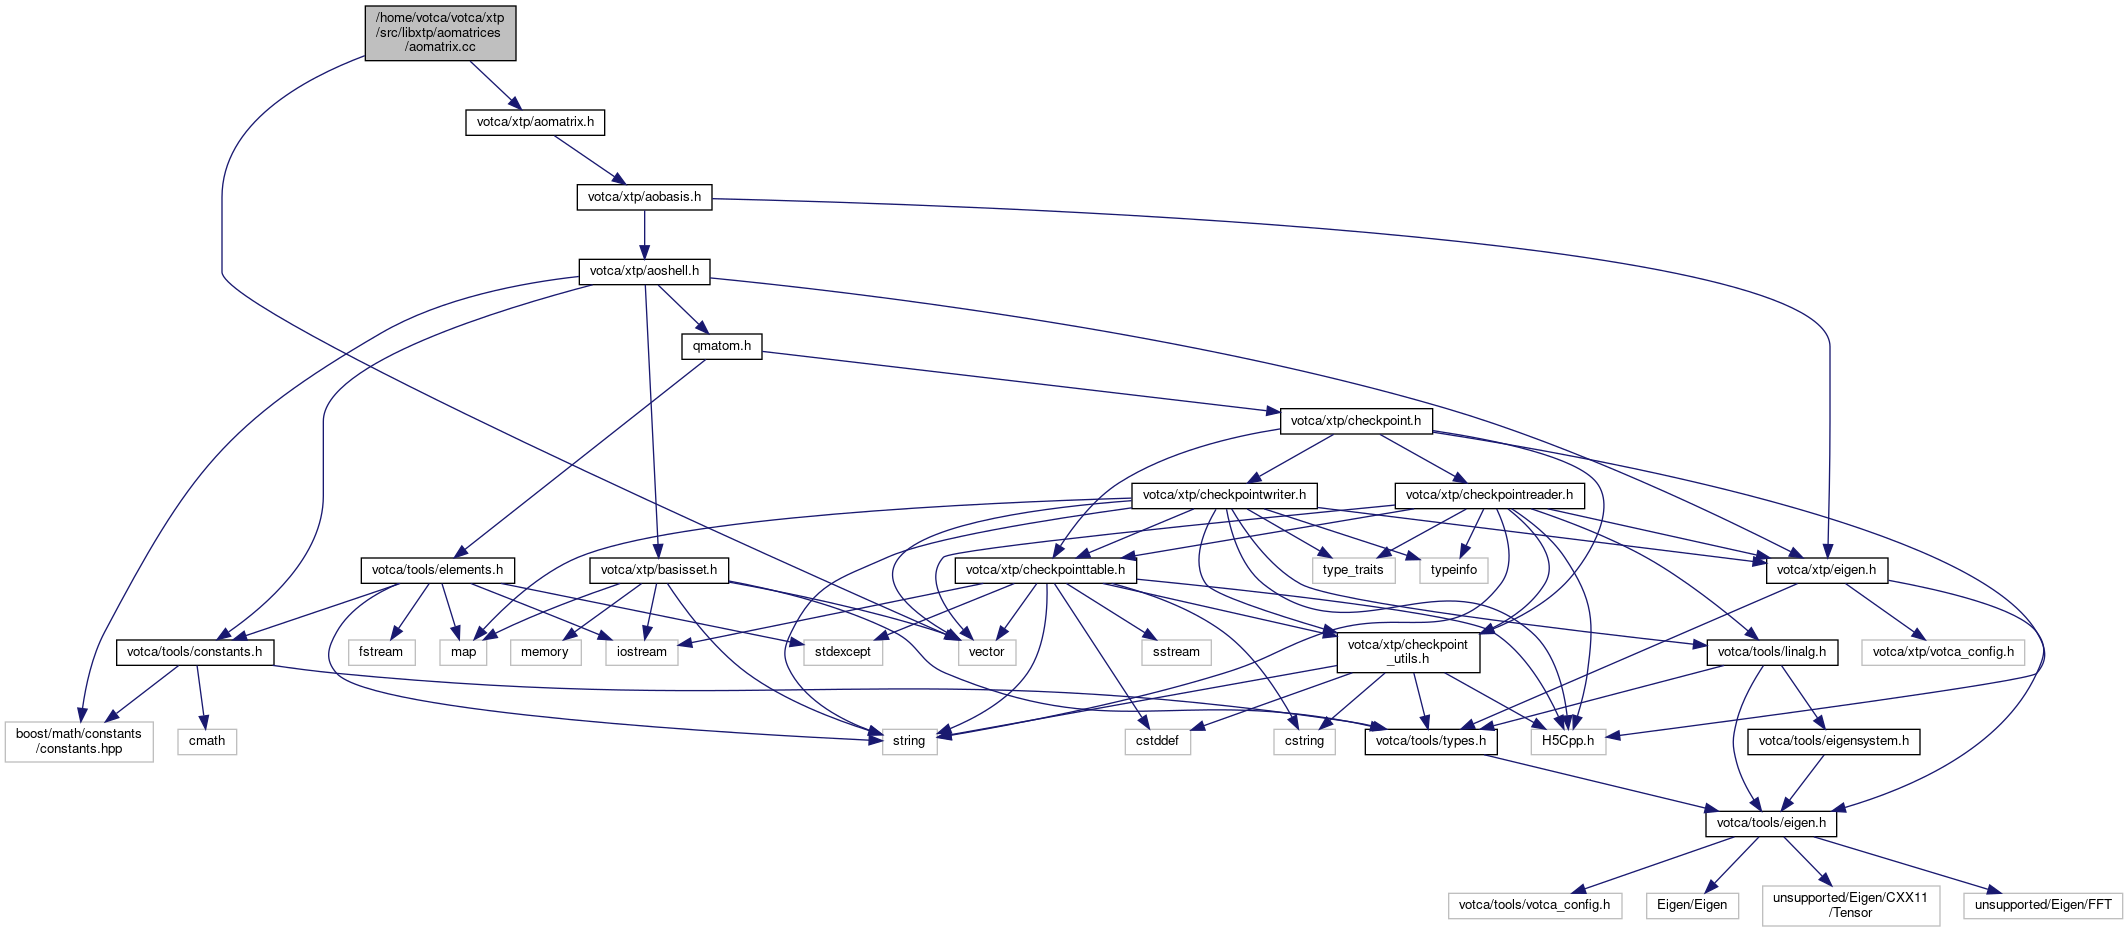 /home/votca/votca/xtp
/src/libxtp/aomatrices
/aomatrix.cc
votca/xtp/aomatrix.h
votca/xtp/aobasis.h
votca/xtp/aoshell.h
qmatom.h
votca/xtp/checkpoint.h
votca/xtp/checkpointwriter.h
votca/xtp/checkpointreader.h
votca/tools/elements.h
votca/xtp/basisset.h
votca/xtp/checkpointtable.h
type_traits
typeinfo
votca/xtp/eigen.h
votca/tools/constants.h
fstream
map
memory
iostream
stdexcept
vector
sstream
votca/xtp/checkpoint
_utils.h
votca/tools/linalg.h
votca/xtp/votca_config.h
boost/math/constants
/constants.hpp
cmath
string
cstddef
cstring
votca/tools/types.h
H5Cpp.h
votca/tools/eigensystem.h
votca/tools/eigen.h
votca/tools/votca_config.h
Eigen/Eigen
unsupported/Eigen/CXX11
/Tensor
unsupported/Eigen/FFT